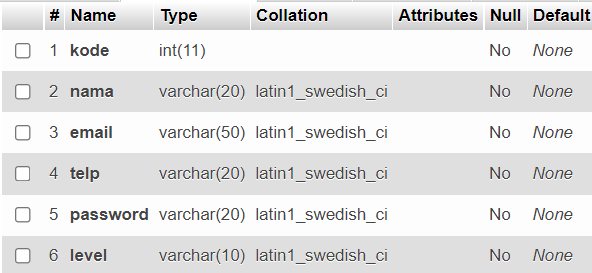 # Name Type Collation Attributes Null Default
1 kode int(11) No None
2 nama varchar(20) latin1_swedish_ci No None
3 email varchar(50) latin1_swedish_ci No None
4 telp varchar(20) latin1_swedish_ci No None
5 password varchar(20) latin1_swedish_ci No None
6 level varchar(10) latin1_swedish_ci No None